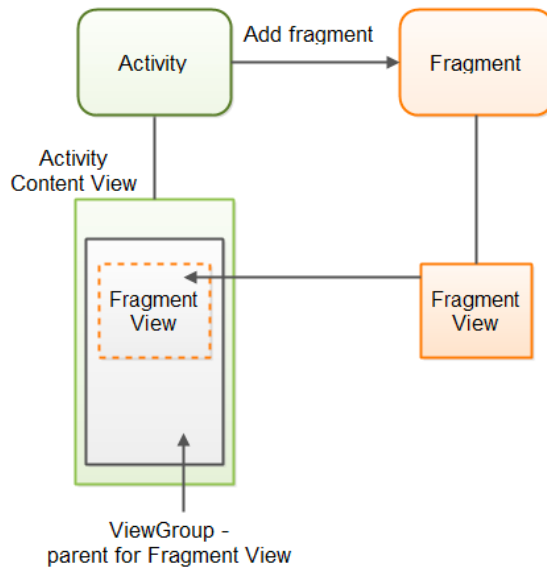 Add fragment
Activity
Fragment
Activity
Content View
Fragment
View
Fragment
View
ViewGroup -
parent for Fragment View